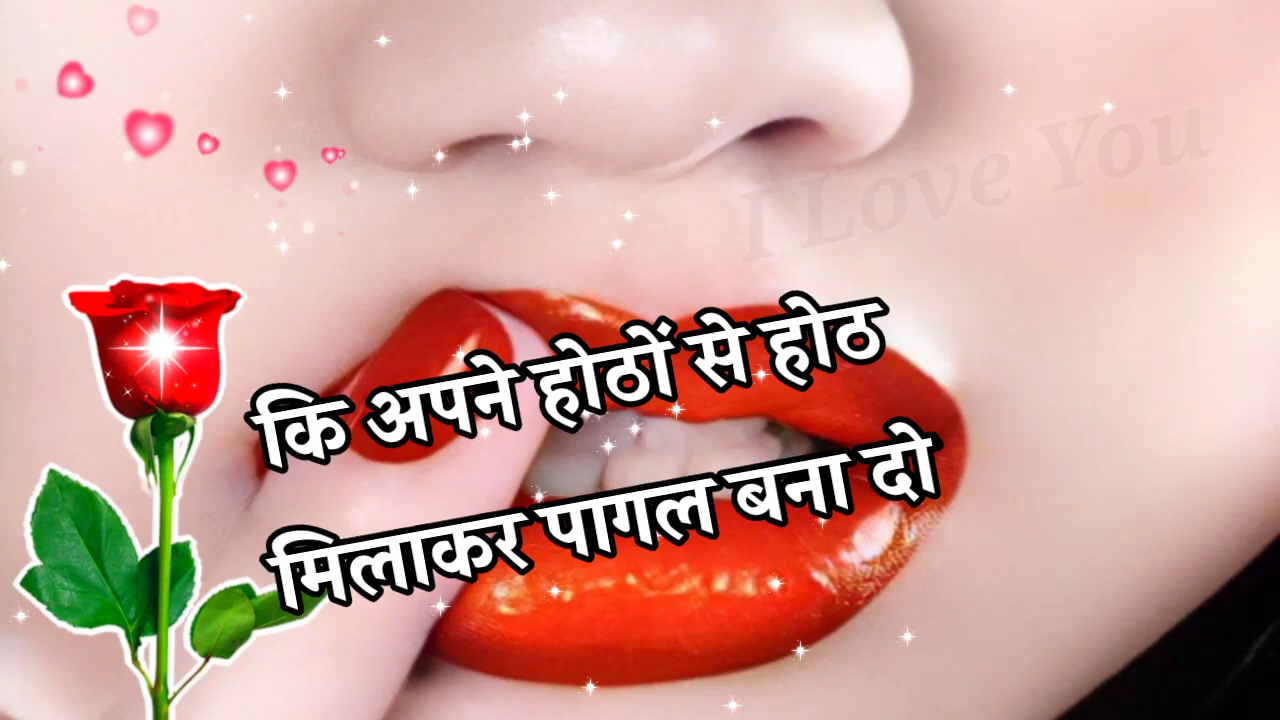 I Love You
कि अपने होठों से होठ
मिलाकर पागल बना दो